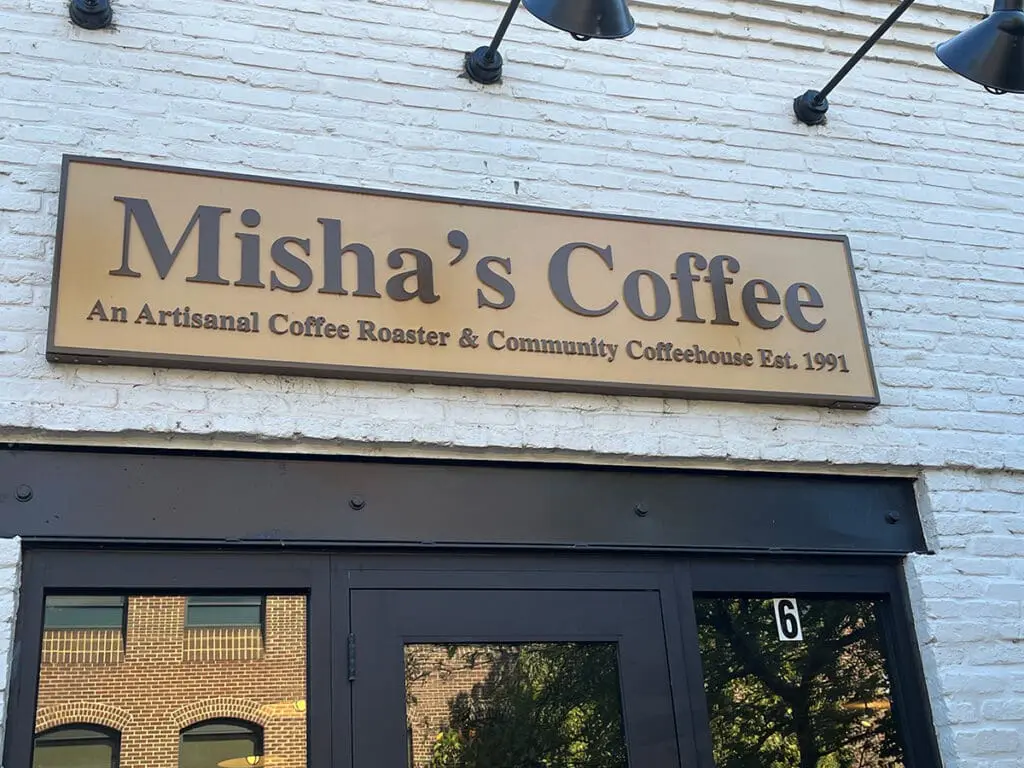 Misha's Coffee
An Artisanal Coffee Roaster & Community Coffeehouse Est. 1991
6